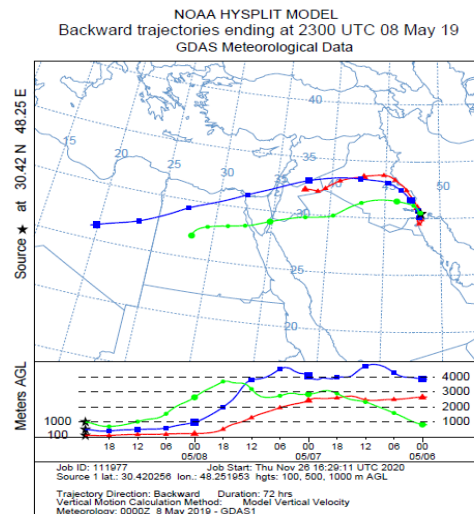 NOAA HYSPLIT MODEL
Backward trajectories ending at 2300 UTC 08 May 19
GDAS Meteorological Data
Source ★ at 30.42 N 48.25 E
15
20
25
30
35
40
40
45
50
35
30
25
20
Meters AGL
1000
100
4000
3000
2000
1000
18 12 06 00 18 12 06 00 18 12 06 00
05/08 05/07 05/06
Job ID: 111977 Job Start: Thu Nov 26 16:29:11 UTC 2020
Source 1 lat.: 30.420256 lon.: 48.251953 hgts: 100, 500, 1000 m AGL
Trajectory Direction: Backward Duration: 72 hrs
Vertical Motion Calculation Method: Model Vertical Velocity
Meteorology: 0000Z 8 May 2019 - GDAS1